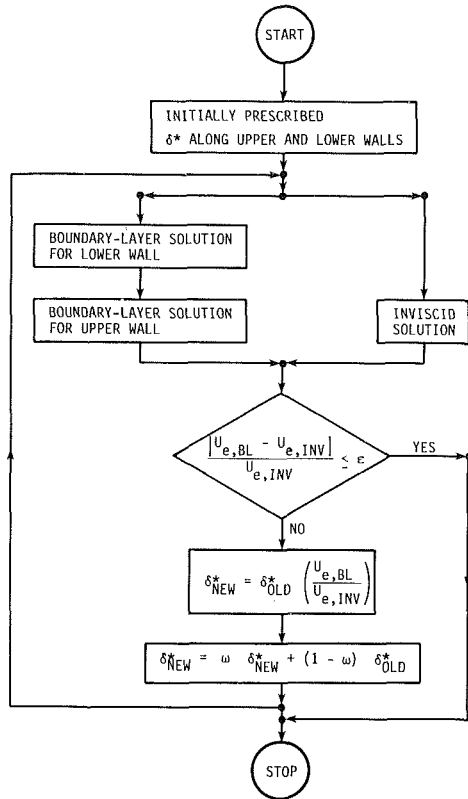 START
INITIALLY PRESCRIBED
δ* ALONG UPPER AND LOWER WALLS
BOUNDARY-LAYER SOLUTION
FOR LOWER WALL
BOUNDARY-LAYER SOLUTION
FOR UPPER WALL
INVISCID
SOLUTION
|U_e,BL - U_e,INV| / U_e,INV ≤ ε
YES
NO
δ*_NEW = δ*_OLD (U_e,BL / U_e,INV)
δ*_NEW = ω δ*_NEW + (1 - ω) δ*_OLD
STOP